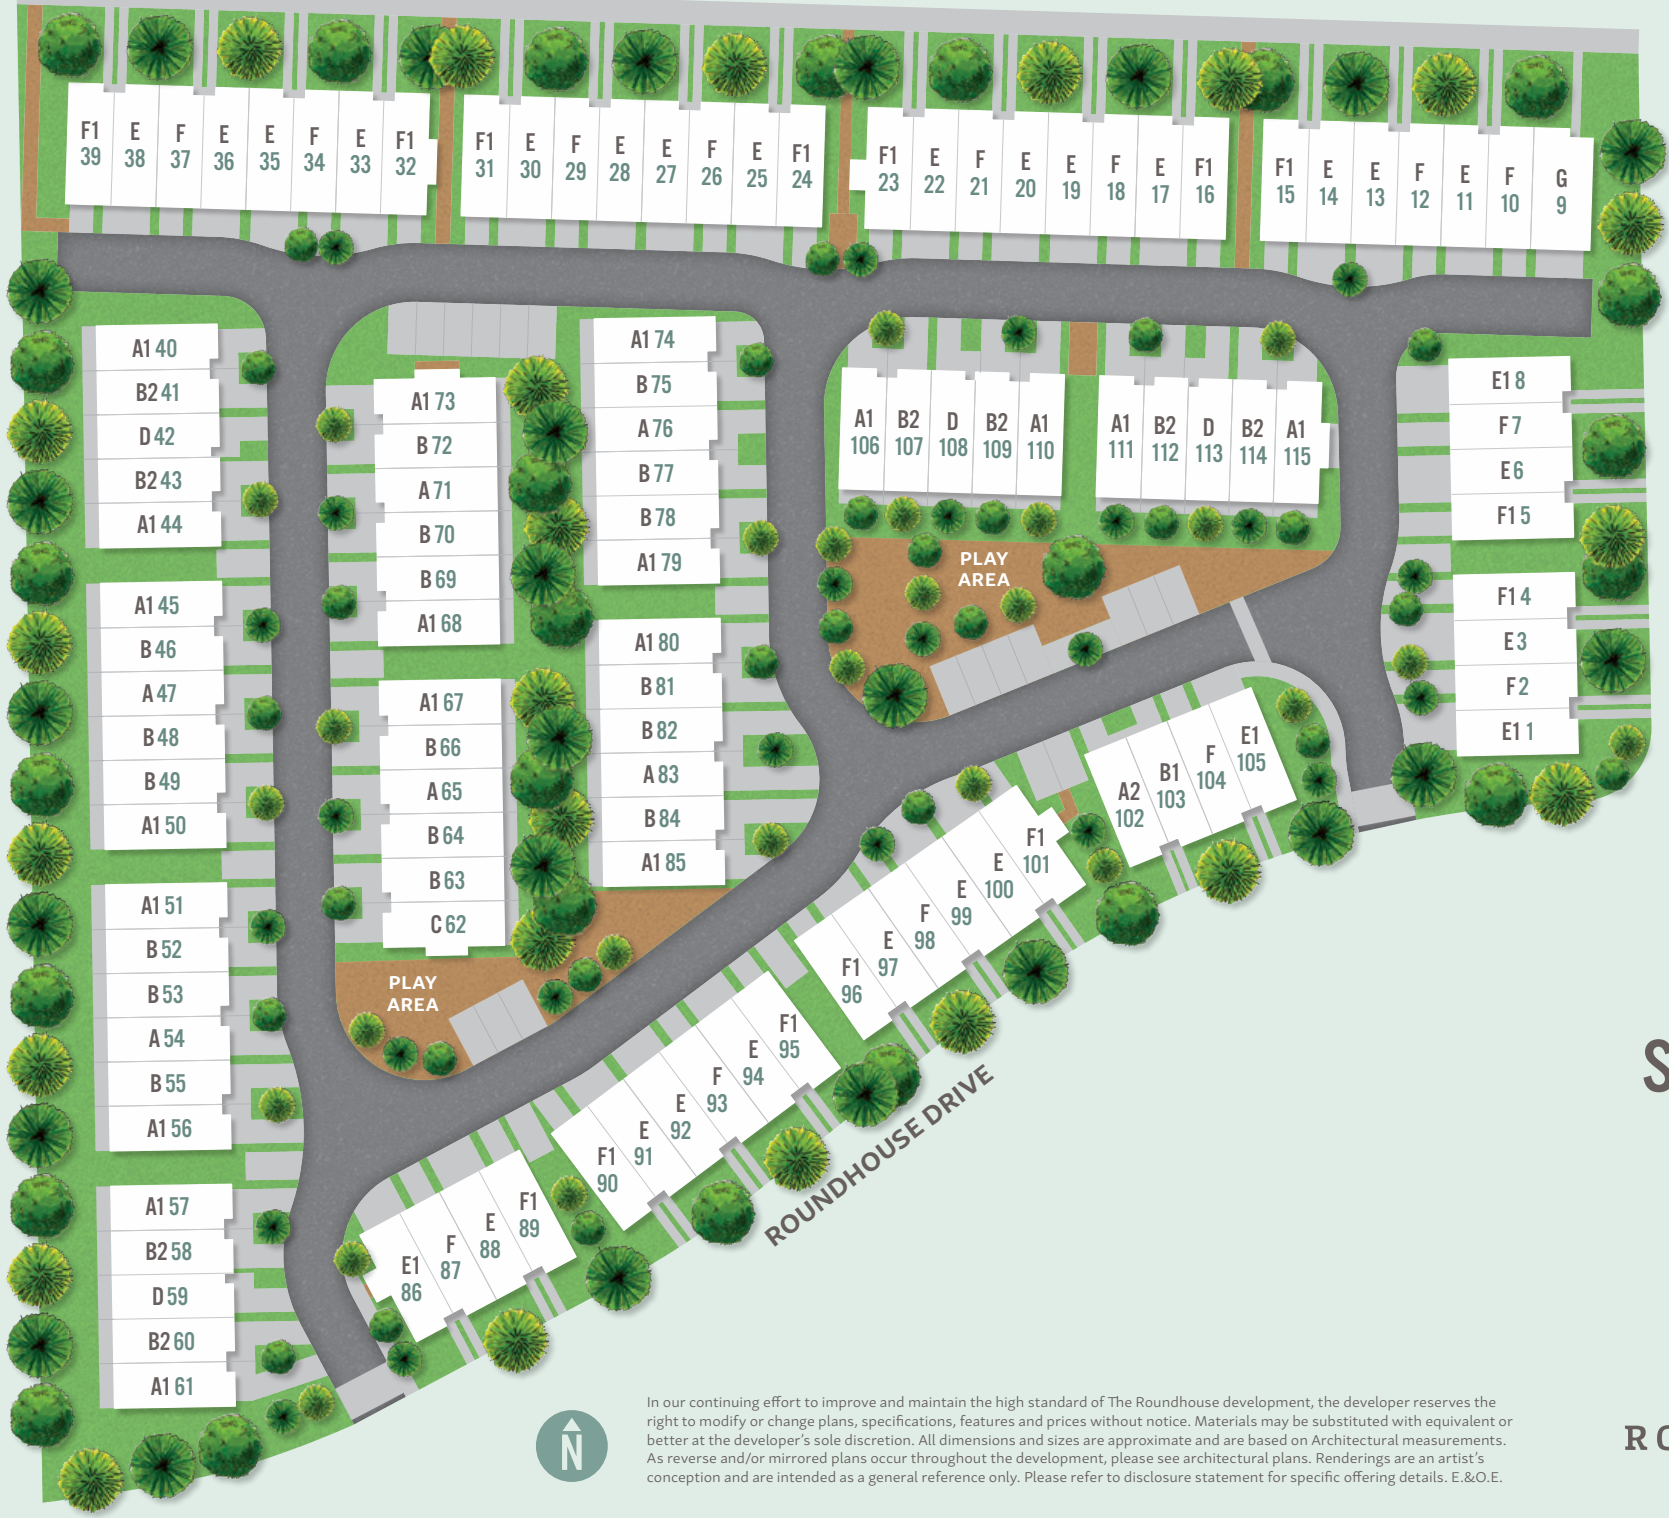 F1 39
E 38
F 37
E 36
E 35
F 34
E 33
F1 32
F1 31
E 30
F 29
E 28
E 27
F 26
E 25
F1 24
F1 23
E 22
F 21
E 20
E 19
F 18
E 17
F1 16
F1 15
E 14
E 13
F 12
E 11
F 10
G 9
A1 40
B2 41
D 42
B2 43
A1 44
A1 45
B 46
A 47
B 48
B 49
A1 50
A1 51
B 52
B 53
A 54
B 55
A1 56
A1 57
B2 58
D 59
B2 60
A1 61
A1 73
B 72
A 71
B 70
B 69
A1 68
A1 67
B 66
A 65
B 64
B 63
C 62
A1 74
B 75
A 76
B 77
B 78
A1 79
A1 80
B 81
B 82
A 83
B 84
A1 85
A1 106
B2 107
D 108
B2 109
A1 110
A1 111
B2 112
D 113
B2 114
A1 115
E1 8
F 7
E 6
F1 5
F1 4
E 3
F 2
E1 1
PLAY
AREA
PLAY
AREA
E1 86
F 87
E 88
F1 89
F1 90
E 91
E 92
F 93
E 94
F1 95
F1 96
E 97
F 98
E 99
E 100
F1 101
A2 102
B1 103
F 104
E1 105
ROUNDHOUSE DRIVE
S
N
In our continuing effort to improve and maintain the high standard of The Roundhouse development, the developer reserves the
right to modify or change plans, specifications, features and prices without notice. Materials may be substituted with equivalent or
better at the developer's sole discretion. All dimensions and sizes are approximate and are based on Architectural measurements.
As reverse and/or mirrored plans occur throughout the development, please see architectural plans. Renderings are an artist's
conception and are intended as a general reference only. Please refer to disclosure statement for specific offering details. E.&O.E.